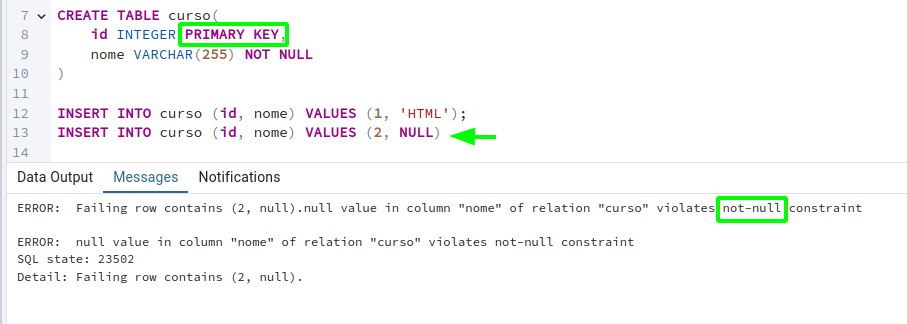 7 CREATE TABLE curso(
8 id INTEGER PRIMARY KEY,
9 nome VARCHAR(255) NOT NULL
10 )
11
12 INSERT INTO curso (id, nome) VALUES (1, 'HTML');
13 INSERT INTO curso (id, nome) VALUES (2, NULL)
14
Data Output Messages Notifications
ERROR:  Failing row contains (2, null).null value in column "nome" of relation "curso" violates not-null constraint
ERROR:  null value in column "nome" of relation "curso" violates not-null constraint
SQL state: 23502
Detail: Failing row contains (2, null).